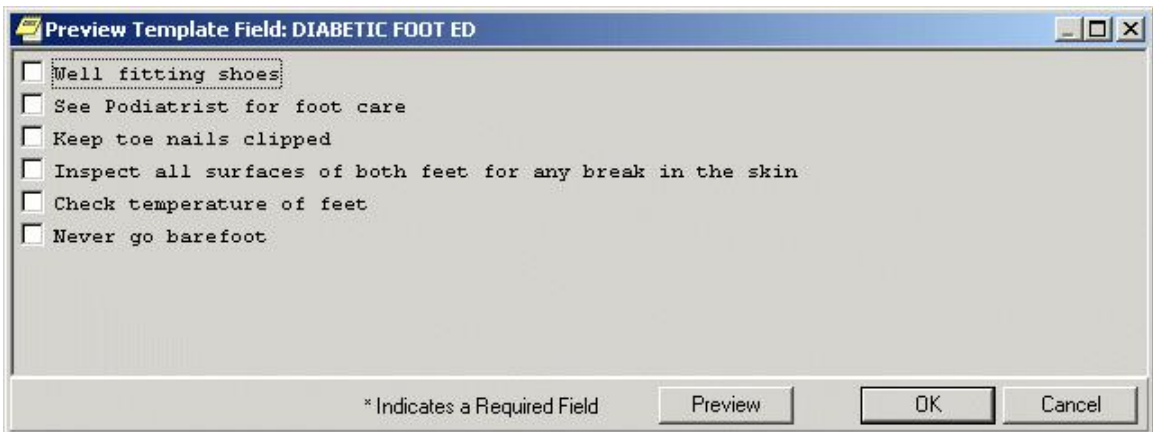 Preview Template Field: DIABETIC FOOT ED
Well fitting shoes
See Podiatrist for foot care
Keep toe nails clipped
Inspect all surfaces of both feet for any break in the skin
Check temperature of feet
Never go barefoot
* Indicates a Required Field Preview OK Cancel